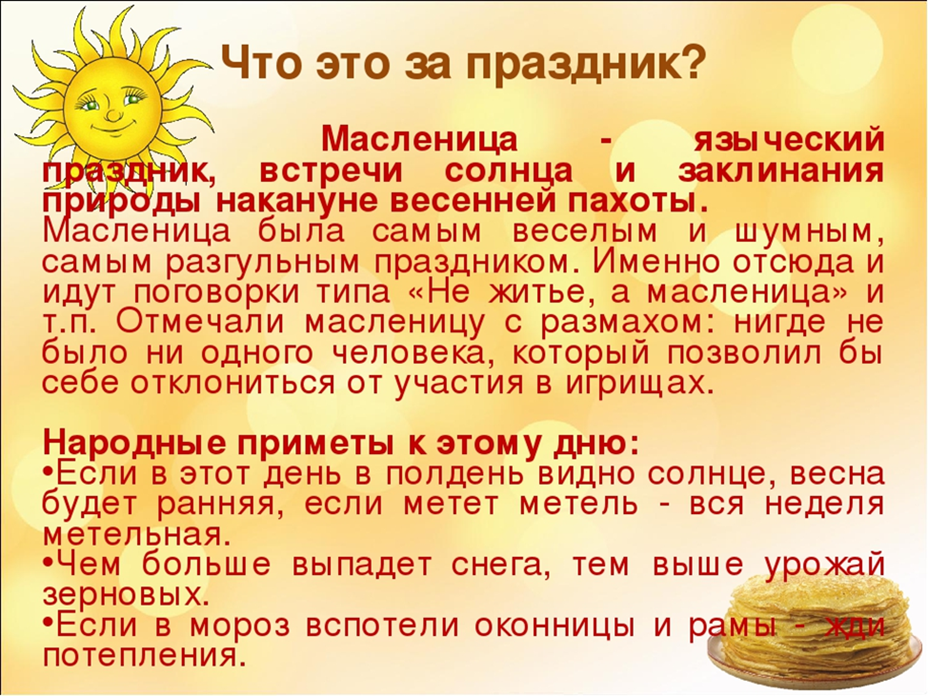 Что это за праздник?
Масленица - языческий
праздник, встречи солнца и заклинания
природы накануне весенней пахоты.
Масленица была самым веселым и шумным,
самым разгульным праздником. Именно отсюда и
идут поговорки типа «Не житье, а масленица» и
т.п. Отмечали масленицу с размахом: нигде не
было ни одного человека, который позволил бы
себе отклониться от участия в игрищах.
Народные приметы к этому дню:
•Если в этот день в полдень видно солнце, весна
будет ранняя, если метет метель - вся неделя
метельная.
•Чем больше выпадет снега, тем выше урожай
зерновых.
•Если в мороз вспотели оконницы и рамы - жди
потепления.